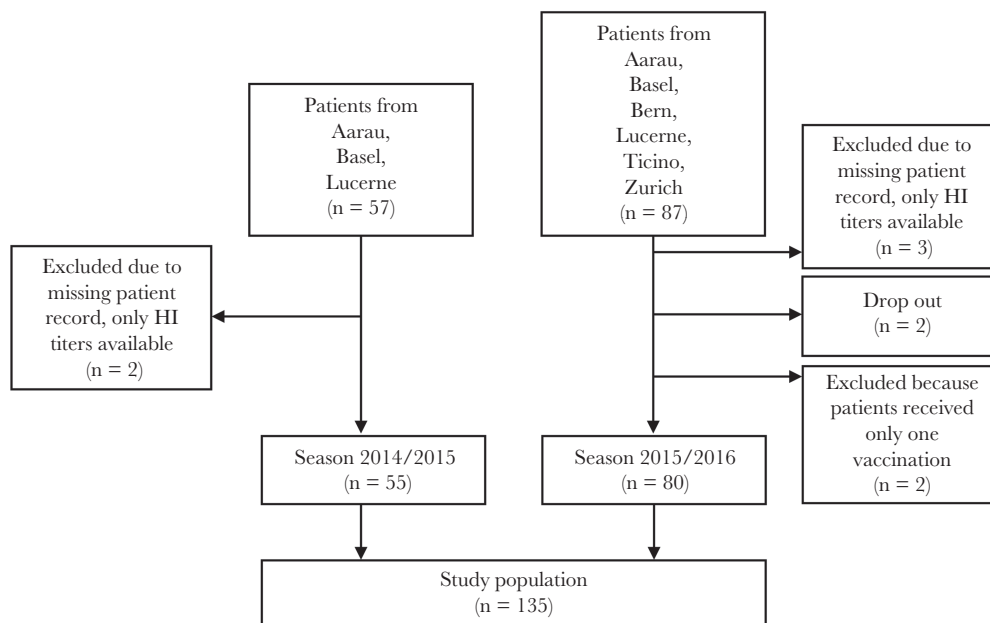 Patients from
Aarau,
Basel,
Lucerne
(n = 57)
Patients from
Aarau,
Basel,
Bern,
Lucerne,
Ticino,
Zurich
(n = 87)
Excluded due to
missing patient
record, only HI
titers available
(n = 2)
Excluded due to
missing patient
record, only HI
titers available
(n = 3)
Drop out
(n = 2)
Excluded because
patients received
only one
vaccination
(n = 2)
Season 2014/2015
(n = 55)
Season 2015/2016
(n = 80)
Study population
(n = 135)